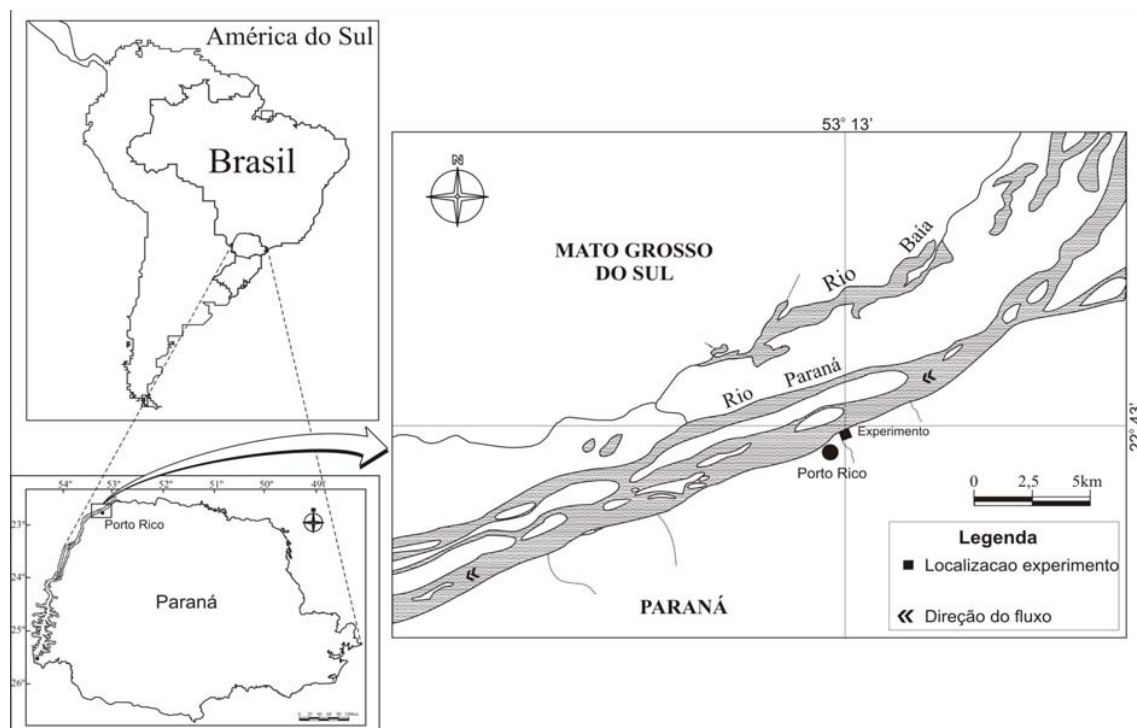 América do Sul
Brasil
54°
53°
52°
51°
50°
49°
23°
24°
25°
26°
N
Porto Rico
Paraná
53° 13'
22° 43'
N
MATO GROSSO
DO SUL
Rio Baia
Rio Paraná
Experimento
Porto Rico
PARANÁ
0 2,5 5km
Legenda
Localizacao experimento
Direção do fluxo